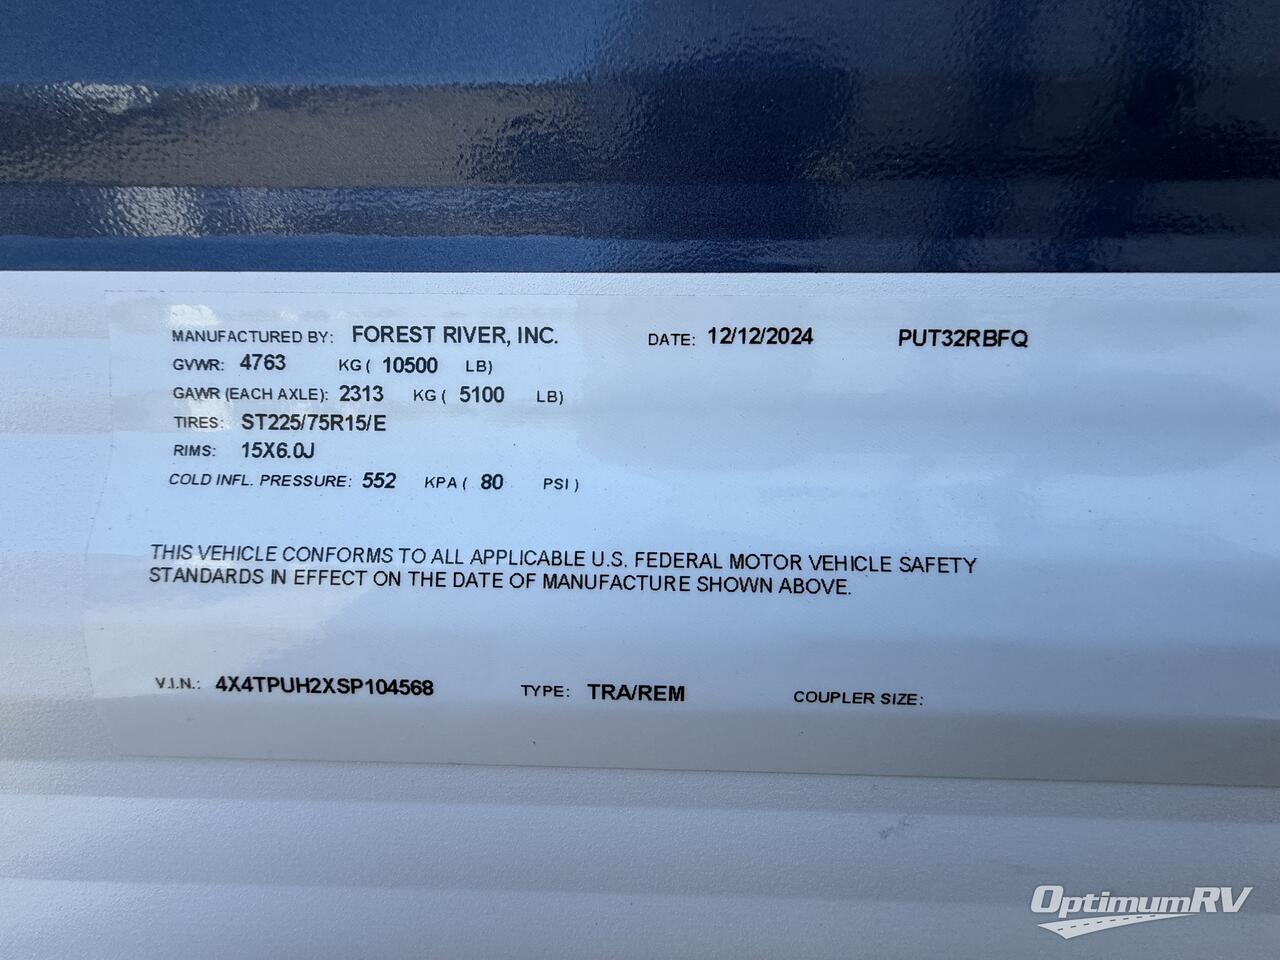 MANUFACTURED BY: FOREST RIVER, INC. DATE: 12/12/2024 PUT32RBFQ
GVWR: 4763 KG ( 10500 LB)
GAWR (EACH AXLE): 2313 KG ( 5100 LB)
TIRES: ST225/75R15/E
RIMS: 15X6.0J
COLD INFL. PRESSURE: 552 KPA ( 80 PSI )
THIS VEHICLE CONFORMS TO ALL APPLICABLE U.S. FEDERAL MOTOR VEHICLE SAFETY
STANDARDS IN EFFECT ON THE DATE OF MANUFACTURE SHOWN ABOVE.
V.I.N.: 4X4TPUH2XSP104568 TYPE: TRA/REM COUPLER SIZE:
OptimumRV